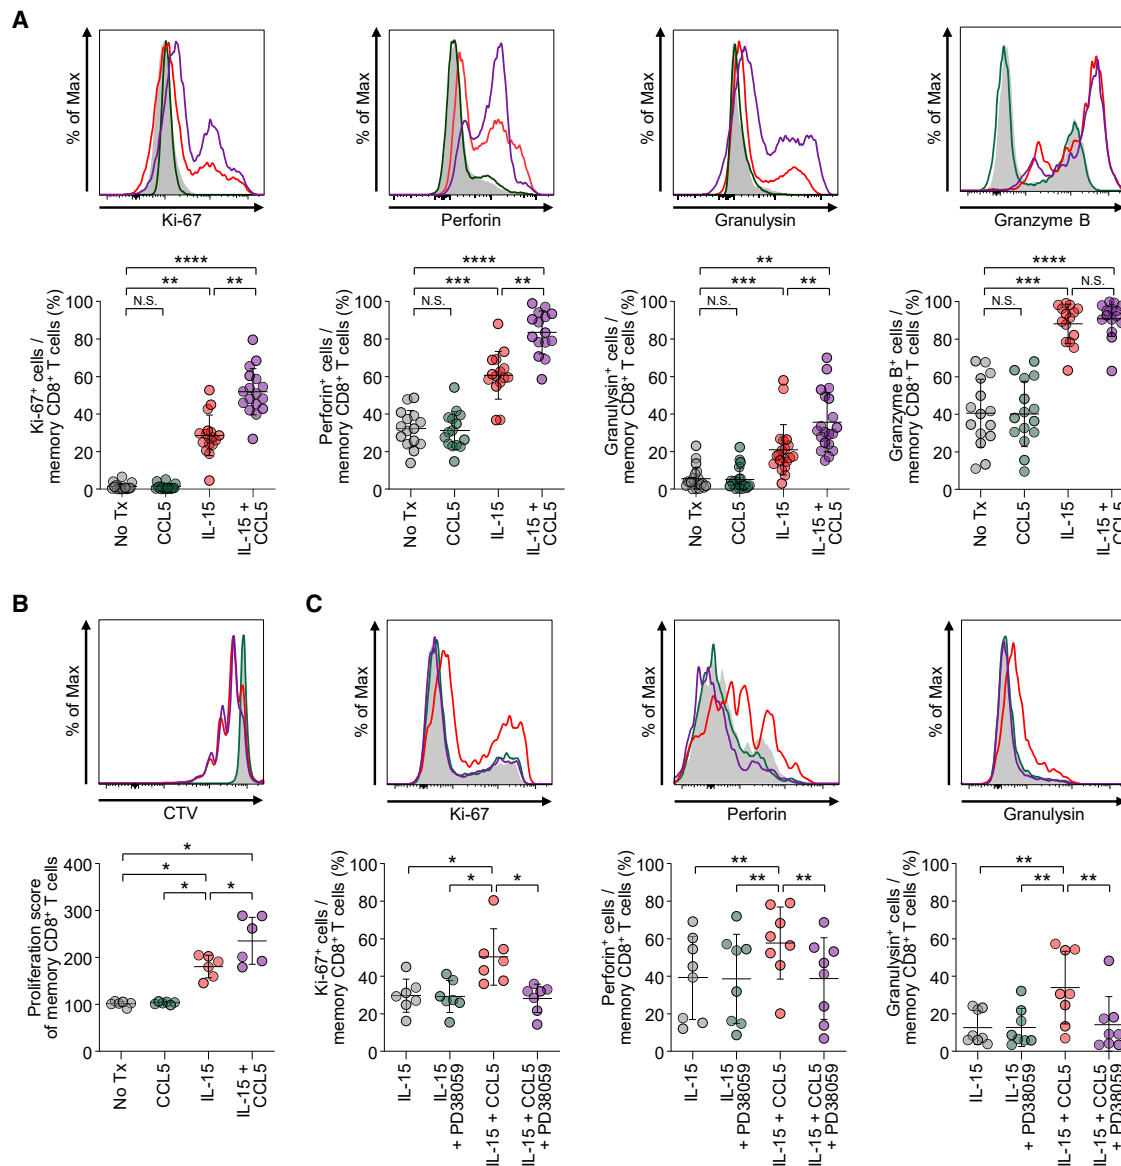 A
% of Max
Ki-67
% of Max
Perforin
% of Max
Granulysin
% of Max
Granzyme B
Ki-67⁺ cells /
memory CD8⁺ T cells (%)
100
80
60
40
20
0
****
**
**
N.S.
No Tx
CCL5
IL-15
IL-15 +
CCL5
Perforin⁺ cells /
memory CD8⁺ T cells (%)
100
80
60
40
20
0
****
***
**
N.S.
No Tx
CCL5
IL-15
IL-15 +
CCL5
Granulysin⁺ cells /
memory CD8⁺ T cells (%)
100
80
60
40
20
0
**
***
**
N.S.
No Tx
CCL5
IL-15
IL-15 +
CCL5
Granzyme B⁺ cells /
memory CD8⁺ T cells (%)
100
80
60
40
20
0
****
***
N.S.
N.S.
No Tx
CCL5
IL-15
IL-15 +
CCL5
B
% of Max
CTV
Proliferation score
of memory CD8⁺ T cells
400
300
200
100
0
*
*
*
*
No Tx
CCL5
IL-15
IL-15 +
CCL5
C
% of Max
Ki-67
% of Max
Perforin
% of Max
Granulysin
Ki-67⁺ cells /
memory CD8⁺ T cells (%)
100
80
60
40
20
0
*
*
*
IL-15
IL-15
+ PD38059
IL-15 + CCL5
IL-15 + CCL5
+ PD38059
Perforin⁺ cells /
memory CD8⁺ T cells (%)
100
80
60
40
20
0
**
**
**
IL-15
IL-15
+ PD38059
IL-15 + CCL5
IL-15 + CCL5
+ PD38059
Granulysin⁺ cells /
memory CD8⁺ T cells (%)
100
80
60
40
20
0
**
**
**
IL-15
IL-15
+ PD38059
IL-15 + CCL5
IL-15 + CCL5
+ PD38059